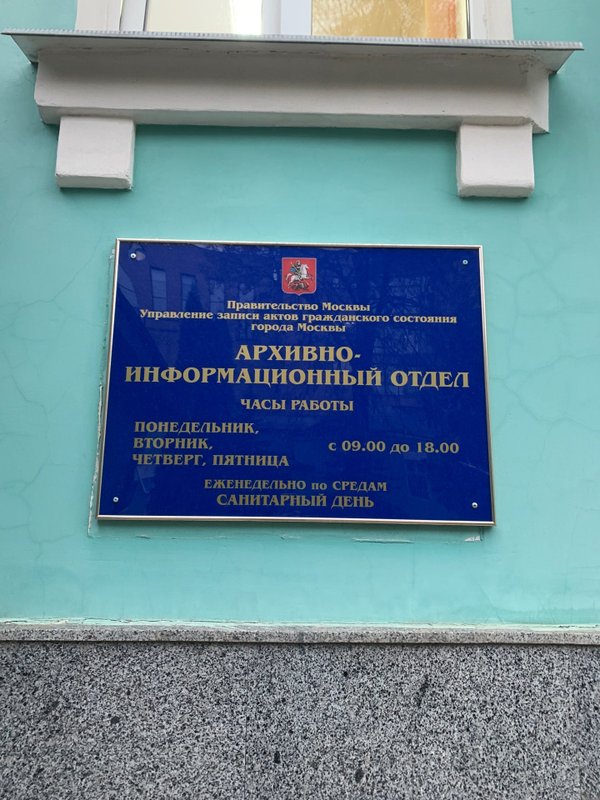 Правительство Москвы
Управление записи актов гражданского состояния
города Москвы
АРХИВНО-
ИНФОРМАЦИОННЫЙ ОТДЕЛ
ЧАСЫ РАБОТЫ
ПОНЕДЕЛЬНИК,
ВТОРНИК, с 09.00 до 18.00
ЧЕТВЕРГ, ПЯТНИЦА
ЕЖЕНЕДЕЛЬНО по СРЕДАМ
САНИТАРНЫЙ ДЕНЬ